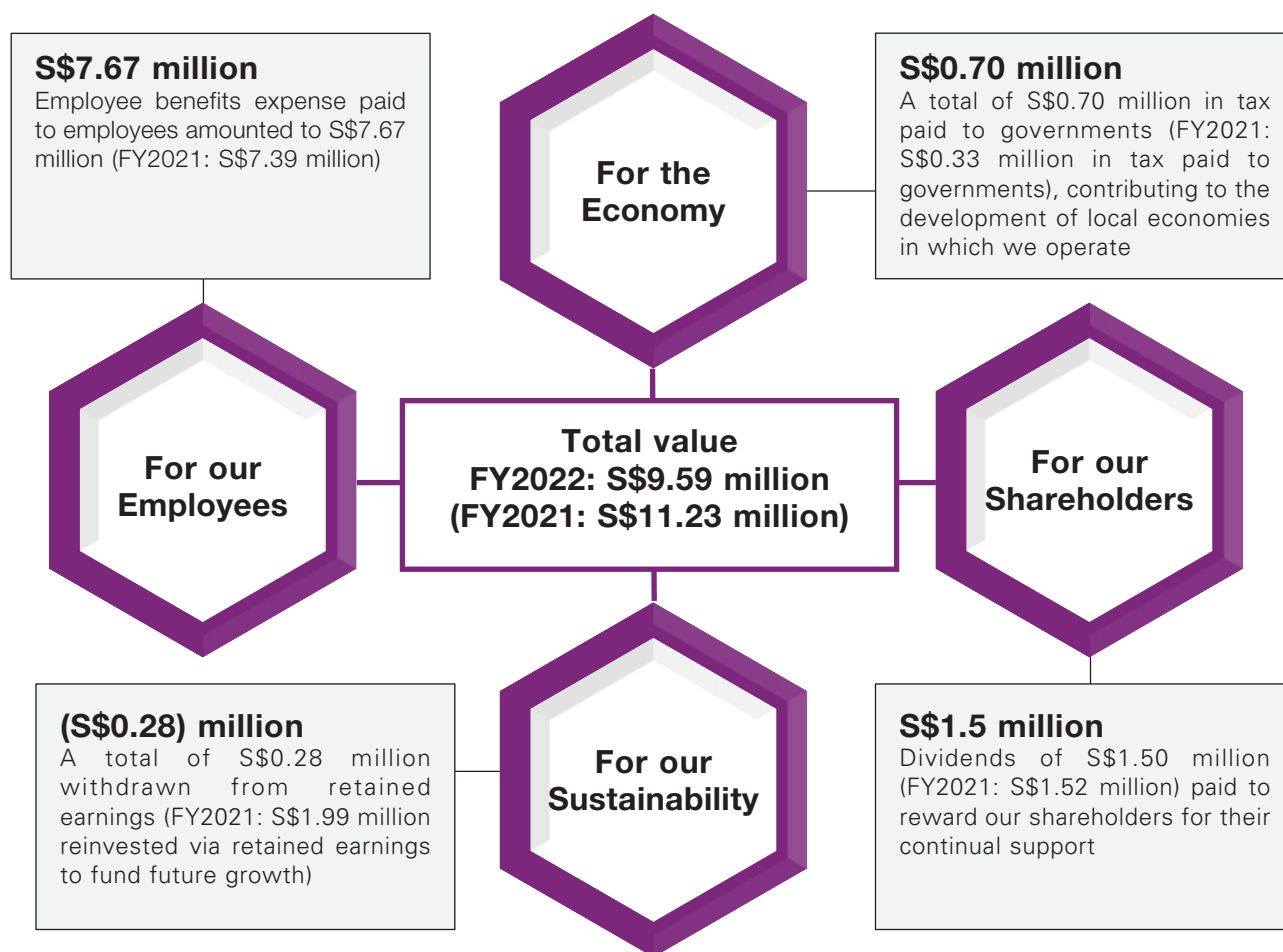 S$7.67 million
Employee benefits expense paid
to employees amounted to S$7.67
million (FY2021: S$7.39 million)
For the
Economy
S$0.70 million
A total of S$0.70 million in tax
paid to governments (FY2021:
S$0.33 million in tax paid to
governments), contributing to the
development of local economies
in which we operate
For our
Employees
Total value
FY2022: S$9.59 million
(FY2021: S$11.23 million)
For our
Shareholders
(S$0.28) million
A total of S$0.28 million
withdrawn from retained
earnings (FY2021: S$1.99 million
reinvested via retained earnings
to fund future growth)
For our
Sustainability
S$1.5 million
Dividends of S$1.50 million
(FY2021: S$1.52 million) paid to
reward our shareholders for their
continual support